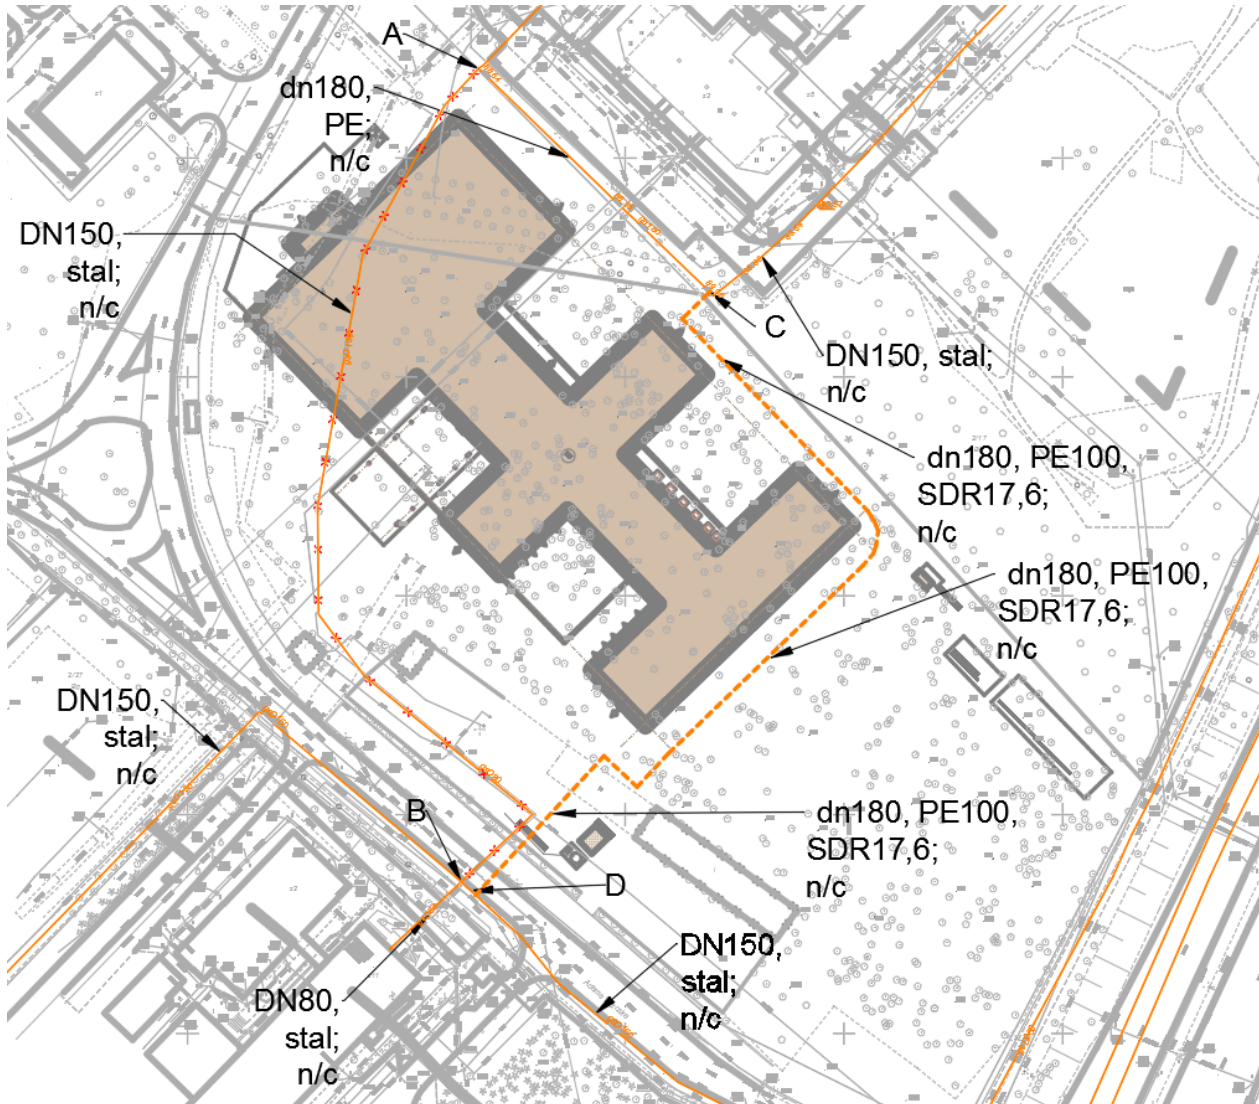 A
dn180,
PE;
n/c
DN150,
stal;
n/c
C
DN150, stal;
n/c
dn180, PE100,
SDR17,6;
n/c
dn180, PE100,
SDR17,6;
n/c
DN150,
stal;
n/c
B
dn180, PE100,
SDR17,6;
n/c
D
DN150,
stal;
n/c
DN80,
stal;
n/c